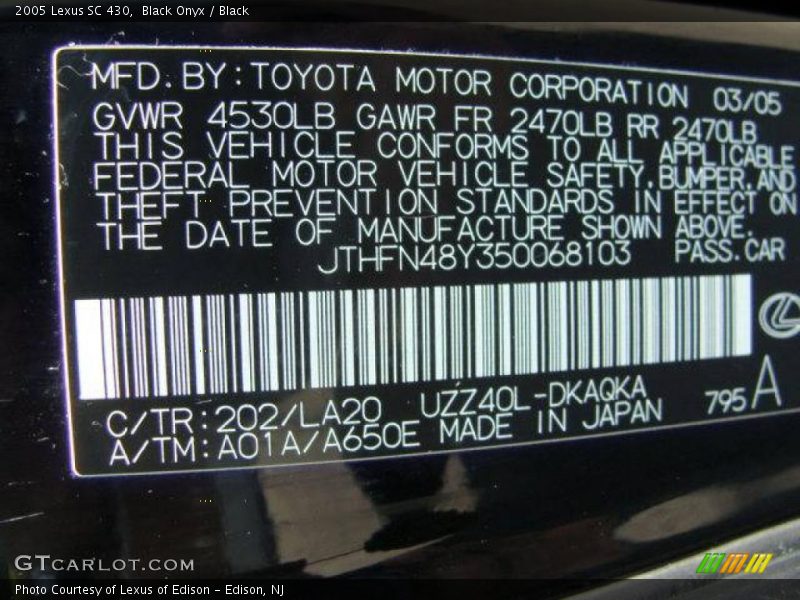 2005 Lexus SC 430, Black Onyx / Black
MFD.BY:TOYOTA MOTOR CORPORATION 03/05
GVWR 4530LB GAWR FR 2470LB RR 2470LB
THIS VEHICLE CONFORMS TO ALL APPLICABLE
FEDERAL MOTOR VEHICLE SAFETY,BUMPER,AND
THEFT PREVENTION STANDARDS IN EFFECT ON
THE DATE OF MANUFACTURE SHOWN ABOVE.
JTHFN48Y350068103 PASS.CAR
C/TR:202/LA20 UZZ40L-DKAQKA 795 A
A/TM:A01A/A650E MADE IN JAPAN
GTCARLOT.COM
Photo Courtesy of Lexus of Edison - Edison, NJ